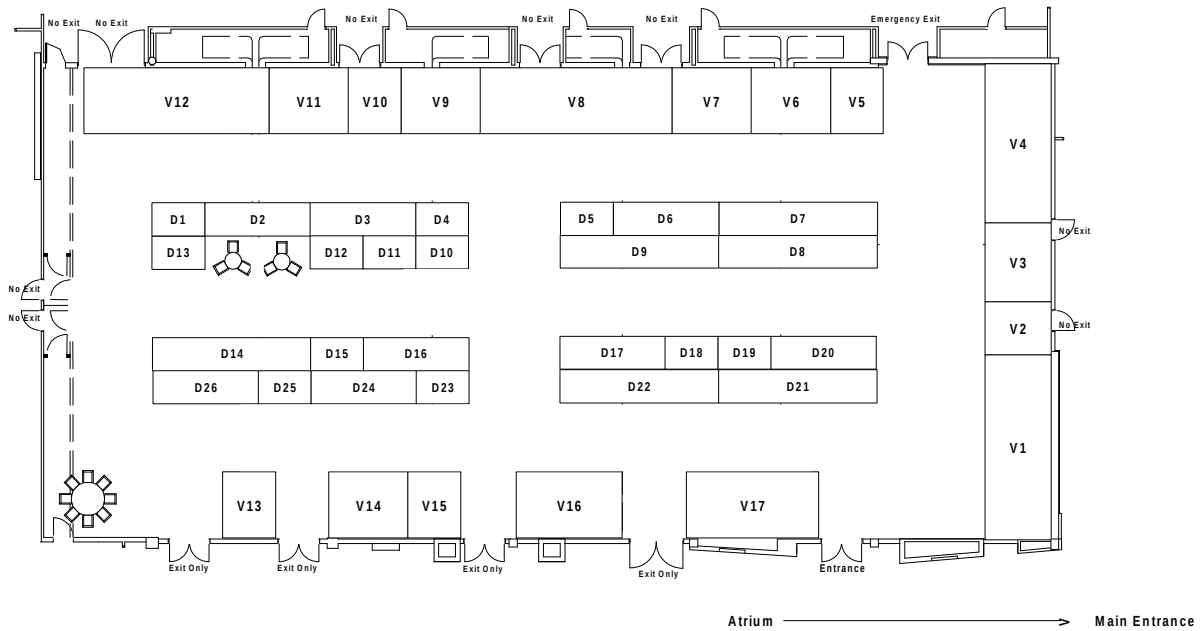 No Exit No Exit No Exit No Exit No Exit Emergency Exit
V12 V11 V10 V9 V8 V7 V6 V5
V4
D1 D2 D3 D4 D5 D6 D7
No Exit
D13 D12 D11 D10 D9 D8
V3
No Exit
No Exit
V2 No Exit
D14 D15 D16 D17 D18 D19 D20
D26 D25 D24 D23 D22 D21
V1
V13 V14 V15 V16 V17
Exit Only Exit Only Exit Only Exit Only Entrance
Atrium Main Entrance